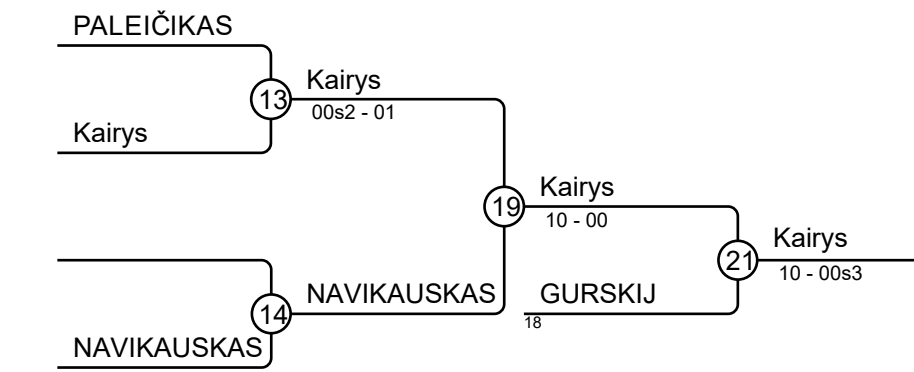 PALEIČIKAS
13
Kairys
00s2 - 01
Kairys
19
Kairys
10 - 00
21
Kairys
10 - 00s3
14
NAVIKAUSKAS
GURSKIJ
18
NAVIKAUSKAS